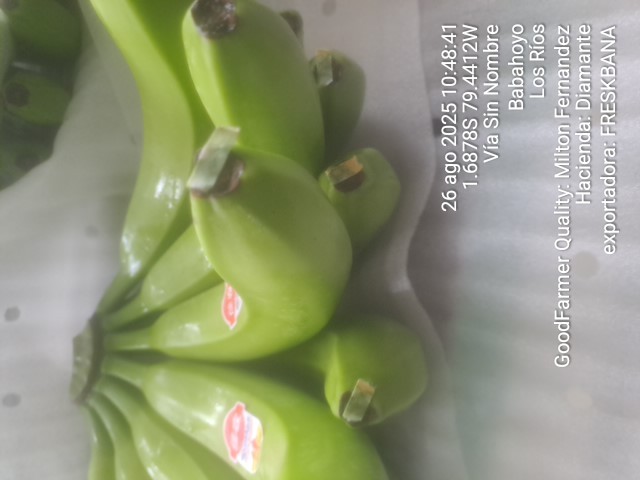 26 ago 2025 10:48:41
1.6878S 79.4412W
Vía Sin Nombre
Babahoyo
Los Ríos
GoodFarmer Quality: Milton Fernandez
Hacienda: Diamante
exportadora: FRESKBANA